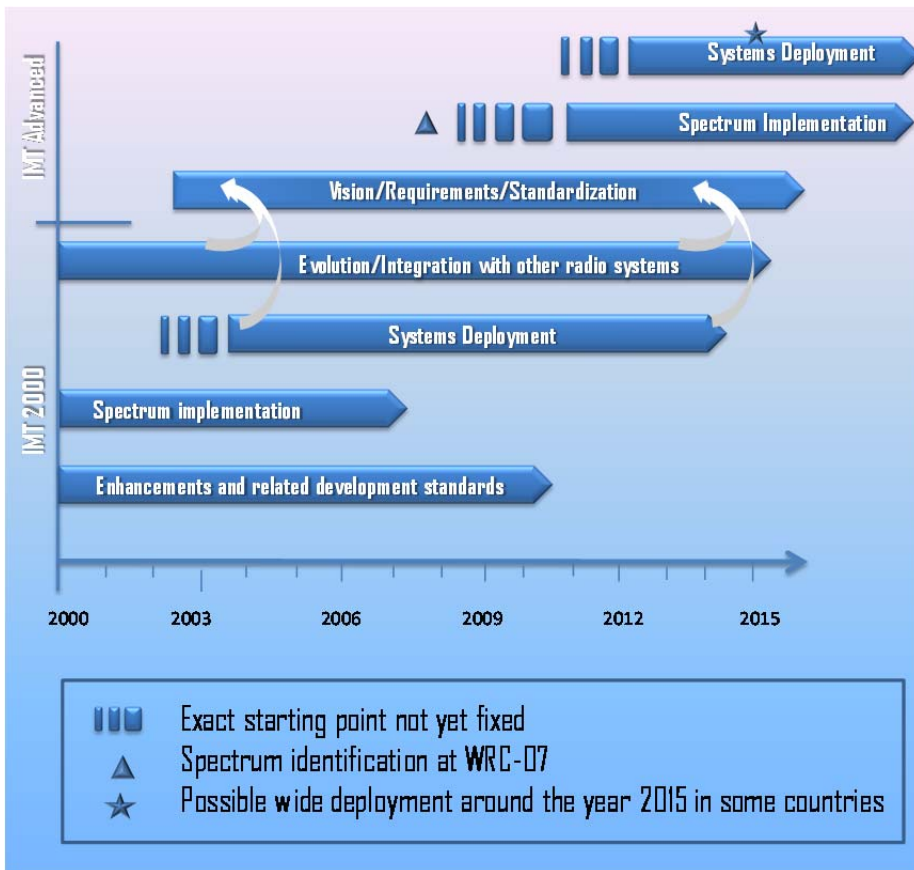 Systems Deployment
Spectrum Implementation
IMT Advanced
Vision/Requirements/Standardization
Evolution/Integration with other radio systems
Systems Deployment
IMT 2000
Spectrum implementation
Enhancements and related development standards
2000 2003 2006 2009 2012 2015
Exact starting point not yet fixed
Spectrum identification at WRC-07
Possible wide deployment around the year 2015 in some countries